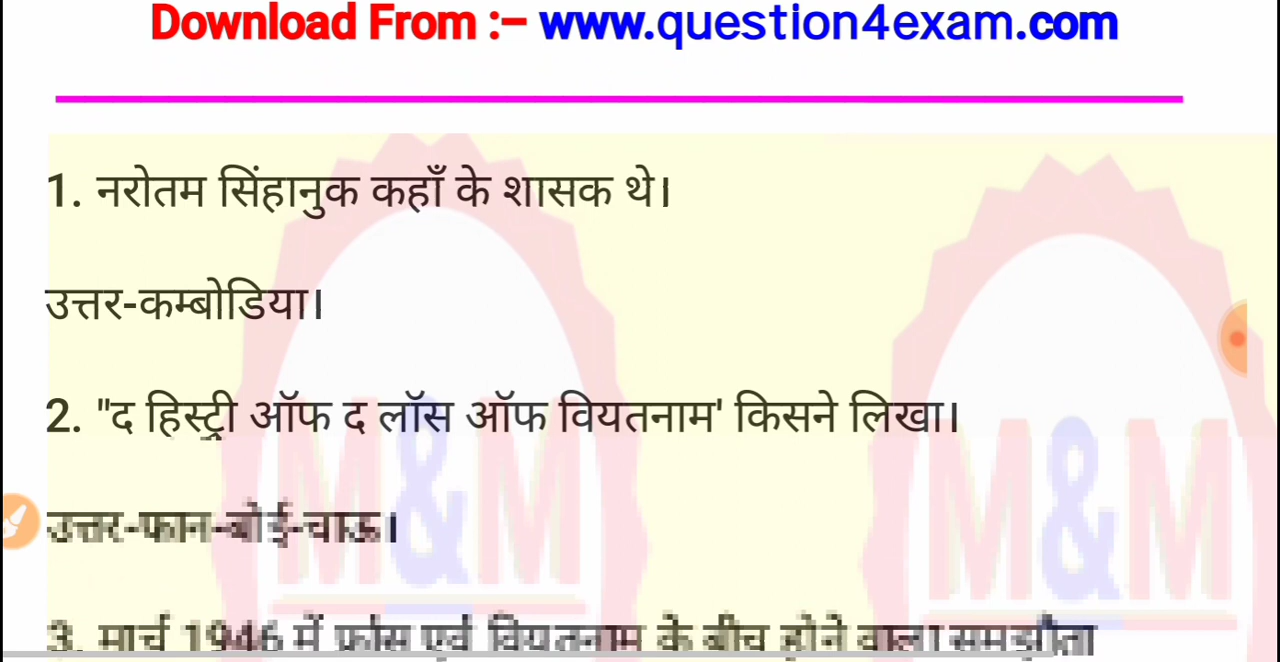 Download From :- www.question4exam.com
1. नरोतम सिंहानुक कहाँ के शासक थे।
उत्तर-कम्बोडिया।
2. "द हिस्ट्री ऑफ द लॉस ऑफ वियतनाम' किसने लिखा।
उत्तर-फान-बोई-चाऊ।
3. मार्च 1946 में फ्रांस एवं वियतनाम के बीच होने वाला समझौता
M&M M&M